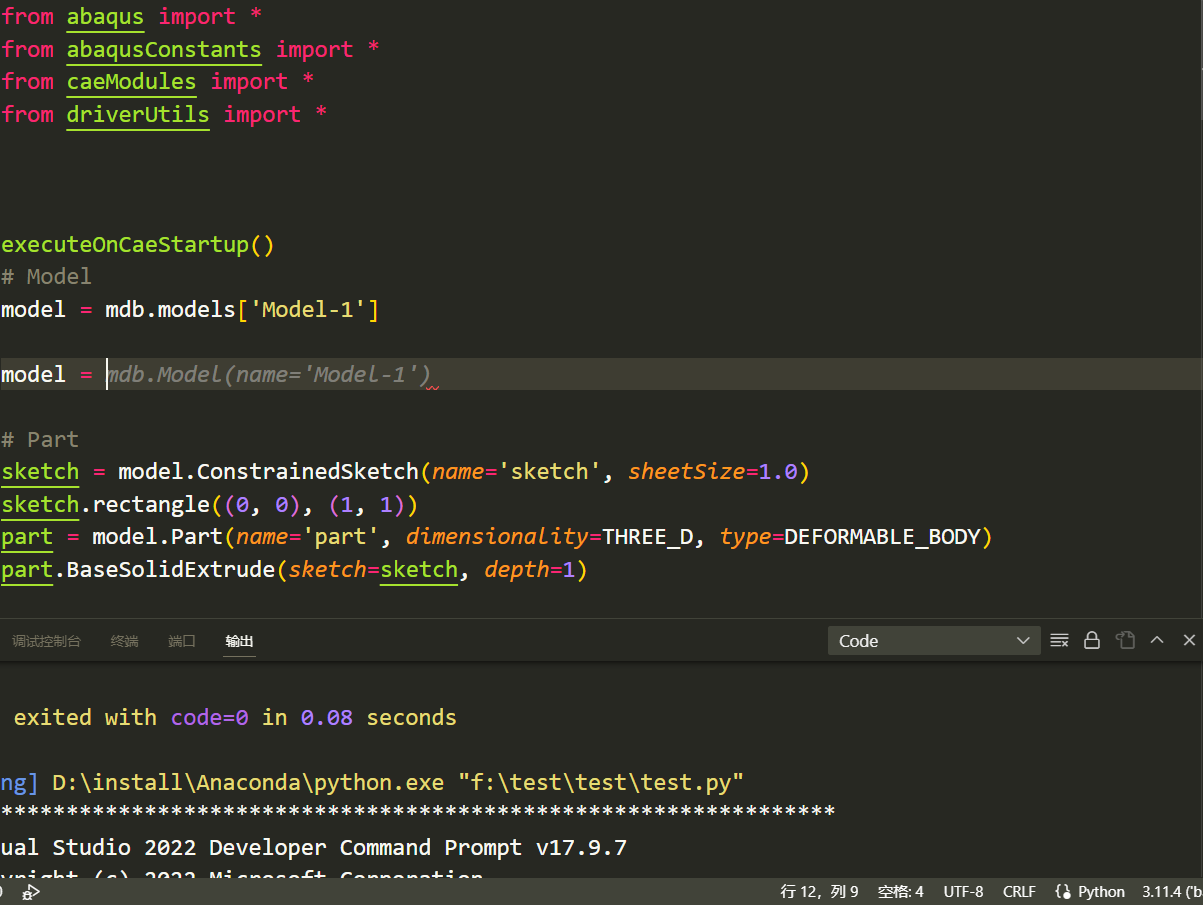 from abaqus import *
from abaqusConstants import *
from caeModules import *
from driverUtils import *
executeOnCaeStartup()
# Model
model = mdb.models['Model-1']
model = mdb.Model(name='Model-1')
# Part
sketch = model.ConstrainedSketch(name='sketch', sheetSize=1.0)
sketch.rectangle((0, 0), (1, 1))
part = model.Part(name='part', dimensionality=THREE_D, type=DEFORMABLE_BODY)
part.BaseSolidExtrude(sketch=sketch, depth=1)
调试控制台 终端 端口 输出 Code
exited with code=0 in 0.08 seconds
ng] D:\install\Anaconda\python.exe "f:\test\test\test.py"
****************************************************************
ual Studio 2022 Developer Command Prompt v17.9.7
yright (c) 2022 Microsoft Corporation
行 12, 列 9 空格: 4 UTF-8 CRLF Python 3.11.4 ('b